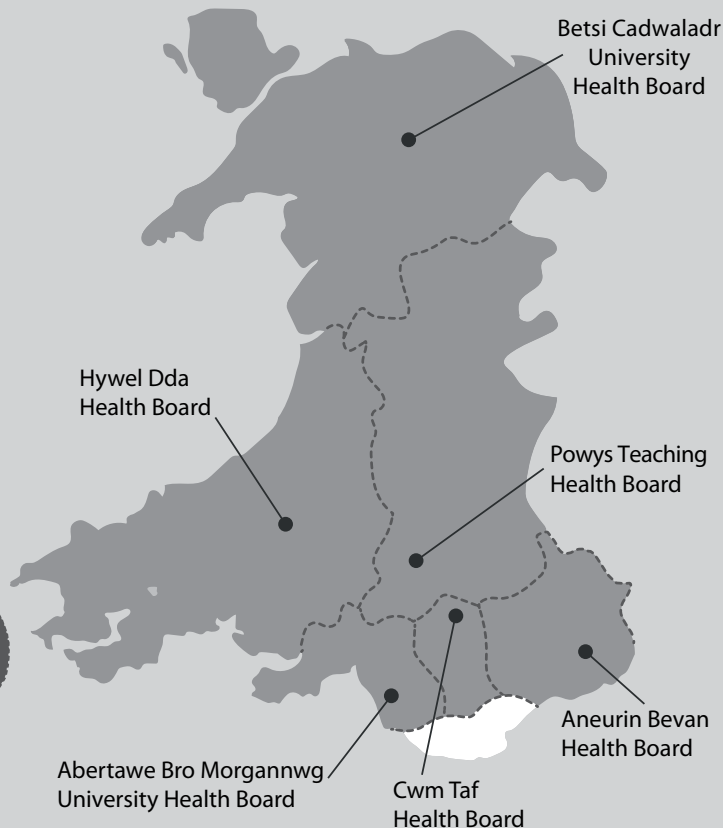 Betsi Cadwaladr
University
Health Board
Hywel Dda
Health Board
Powys Teaching
Health Board
Aneurin Bevan
Health Board
Abertawe Bro Morgannwg
University Health Board
Cwm Taf
Health Board